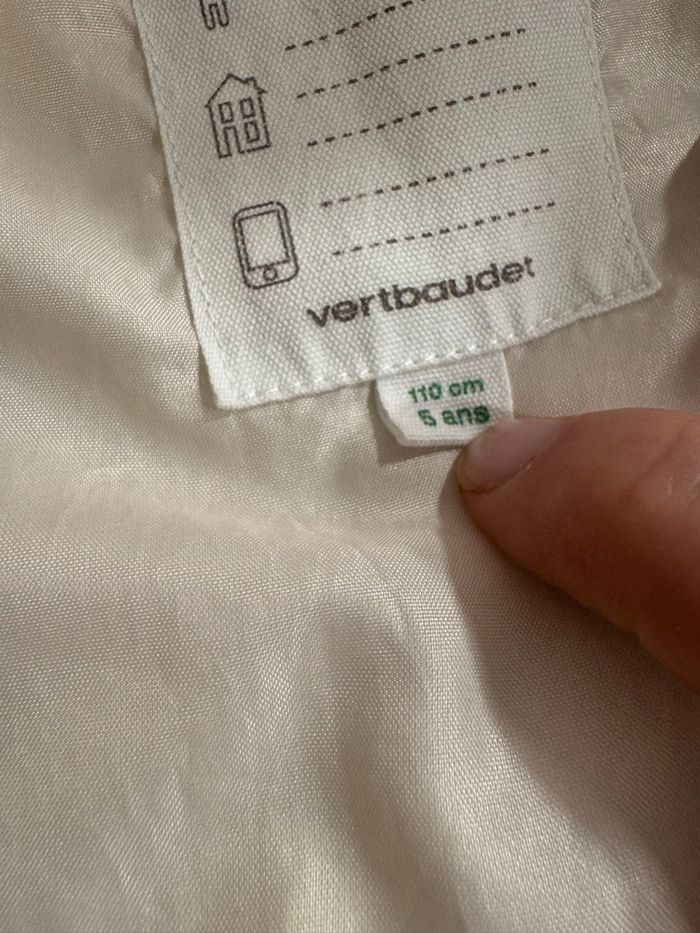 vertbaudet
110 cm
5 ans